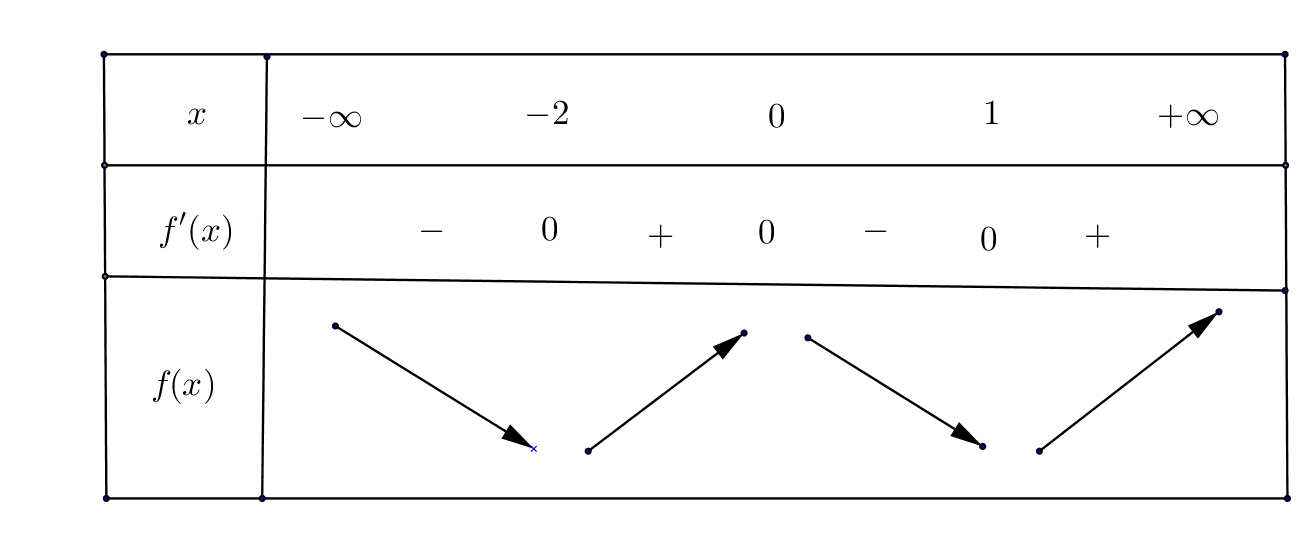 x −∞ −2 0 1 +∞
f′(x) − 0 + 0 − 0 +
f(x)